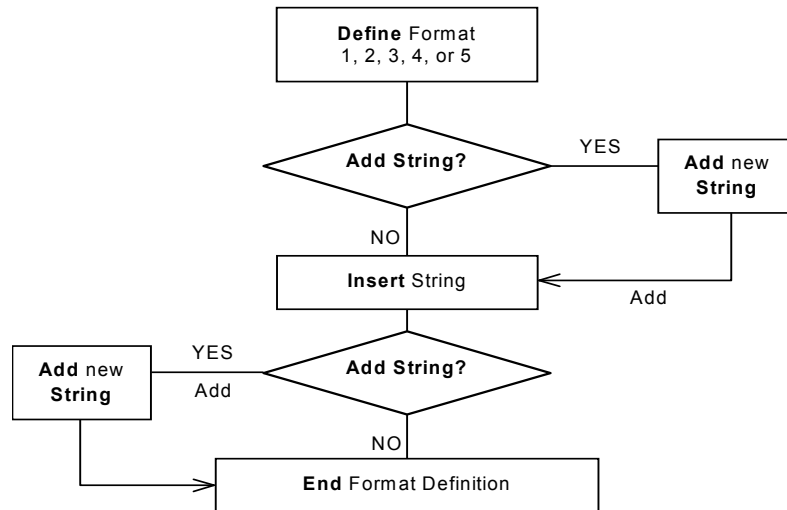 Define Format
1, 2, 3, 4, or 5
Add String?
YES
Add new
String
NO
Insert String
Add
YES
Add new
String
Add
Add String?
NO
End Format Definition